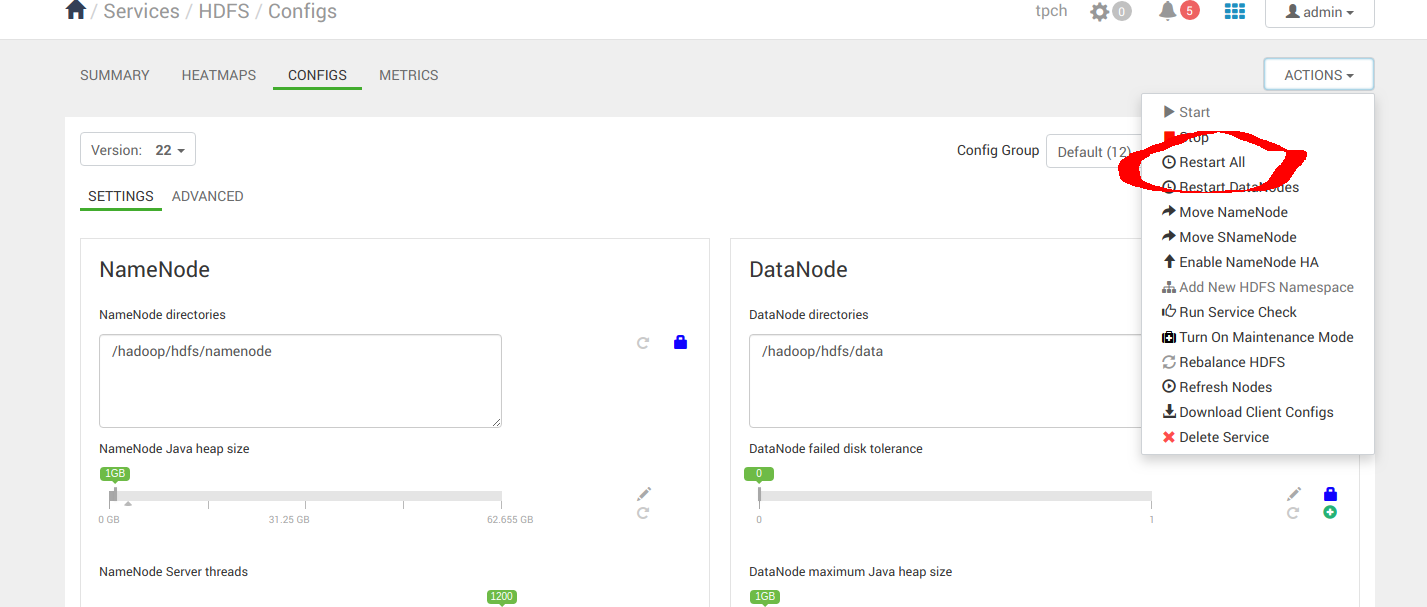 / Services / HDFS / Configs
tpch 0 5 admin
SUMMARY HEATMAPS CONFIGS METRICS ACTIONS
Start
Stop
Restart All
Restart DataNodes
Move NameNode
Move SNameNode
Enable NameNode HA
Add New HDFS Namespace
Run Service Check
Turn On Maintenance Mode
Rebalance HDFS
Refresh Nodes
Download Client Configs
Delete Service
Version: 22 Config Group Default (12)
SETTINGS ADVANCED
NameNode
NameNode directories
/hadoop/hdfs/namenode
NameNode Java heap size
1GB
0 GB 31.25 GB 62.655 GB
NameNode Server threads
1200
DataNode
DataNode directories
/hadoop/hdfs/data
DataNode failed disk tolerance
0
0 1
DataNode maximum Java heap size
1GB